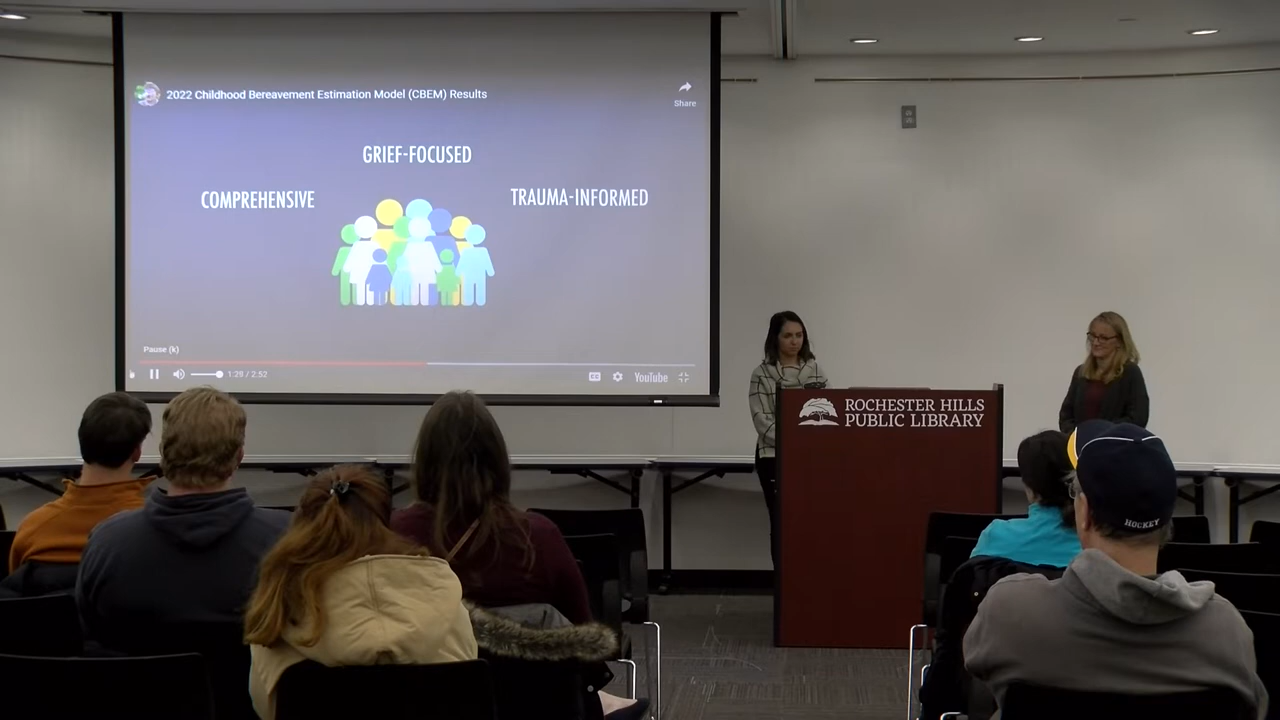 2022 Childhood Bereavement Estimation Model (CBEM) Results
Share
GRIEF-FOCUSED
COMPREHENSIVE
TRAUMA-INFORMED
Pause (k)
1:29 / 2:52
CC
YouTube
ROCHESTER HILLS
PUBLIC LIBRARY
HOCKEY